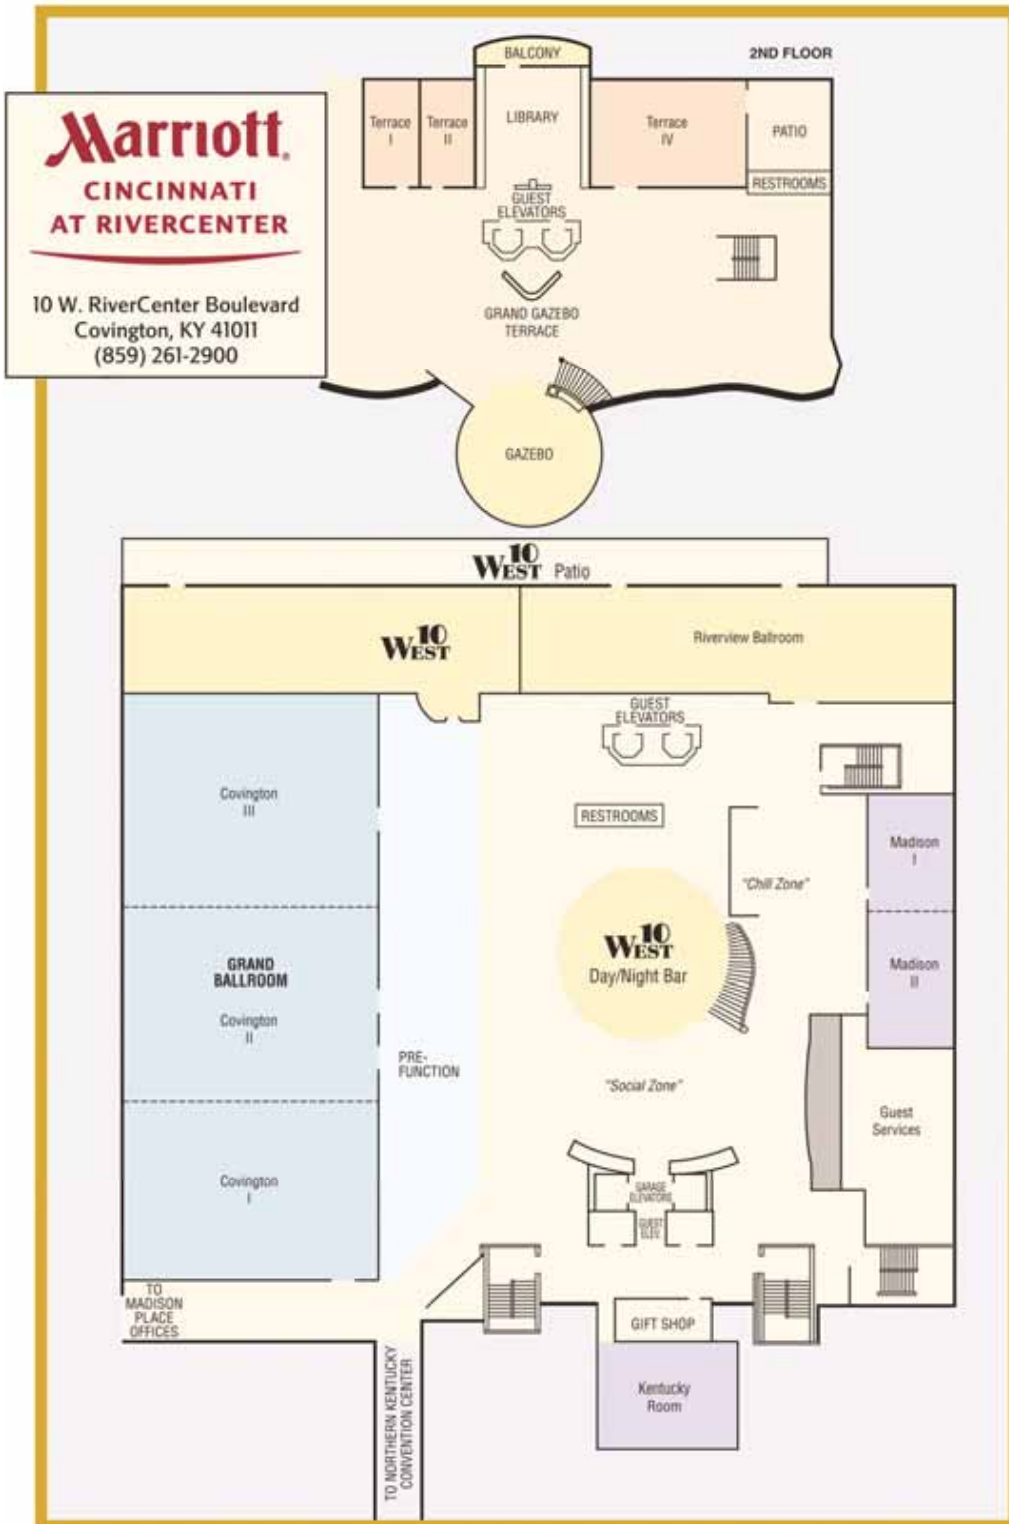 2ND FLOOR
BALCONY
Marriott®
CINCINNATI
AT RIVERCENTER
10 W. RiverCenter Boulevard
Covington, KY 41011
(859) 261-2900
Terrace
I
Terrace
II
LIBRARY
Terrace
IV
PATIO
RESTROOMS
GUEST
ELEVATORS
GRAND GAZEBO
TERRACE
GAZEBO
10
WEST Patio
10
WEST
Riverview Ballroom
GUEST
ELEVATORS
Covington
III
RESTROOMS
Madison
I
"Chill Zone"
10
WEST
Day/Night Bar
GRAND
BALLROOM
Madison
II
Covington
II
PRE-
FUNCTION
"Social Zone"
Guest
Services
Covington
I
GARAGE
ELEVATORS
GUEST
ELEV.
TO
MADISON
PLACE
OFFICES
GIFT SHOP
Kentucky
Room
TO NORTHERN KENTUCKY
CONVENTION CENTER